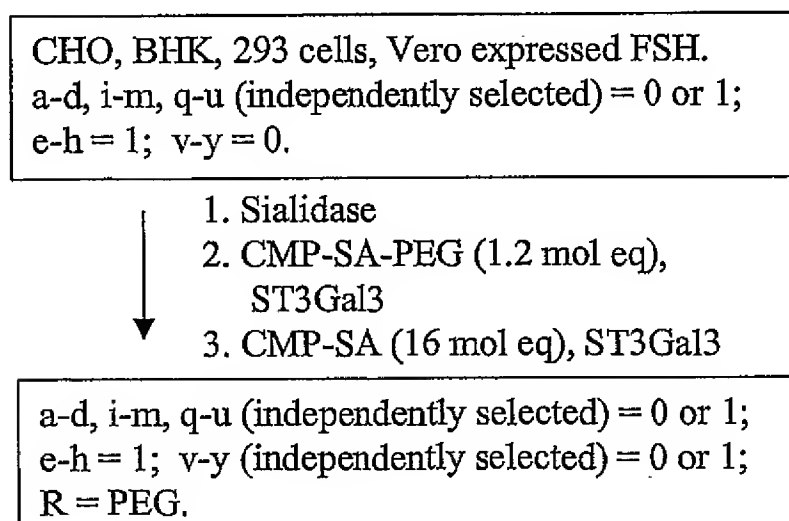 CHO, BHK, 293 cells, Vero expressed FSH.
a-d, i-m, q-u (independently selected) = 0 or 1;
e-h = 1; v-y = 0.
1. Sialidase
2. CMP-SA-PEG (1.2 mol eq),
ST3Gal3
3. CMP-SA (16 mol eq), ST3Gal3
a-d, i-m, q-u (independently selected) = 0 or 1;
e-h = 1; v-y (independently selected) = 0 or 1;
R = PEG.